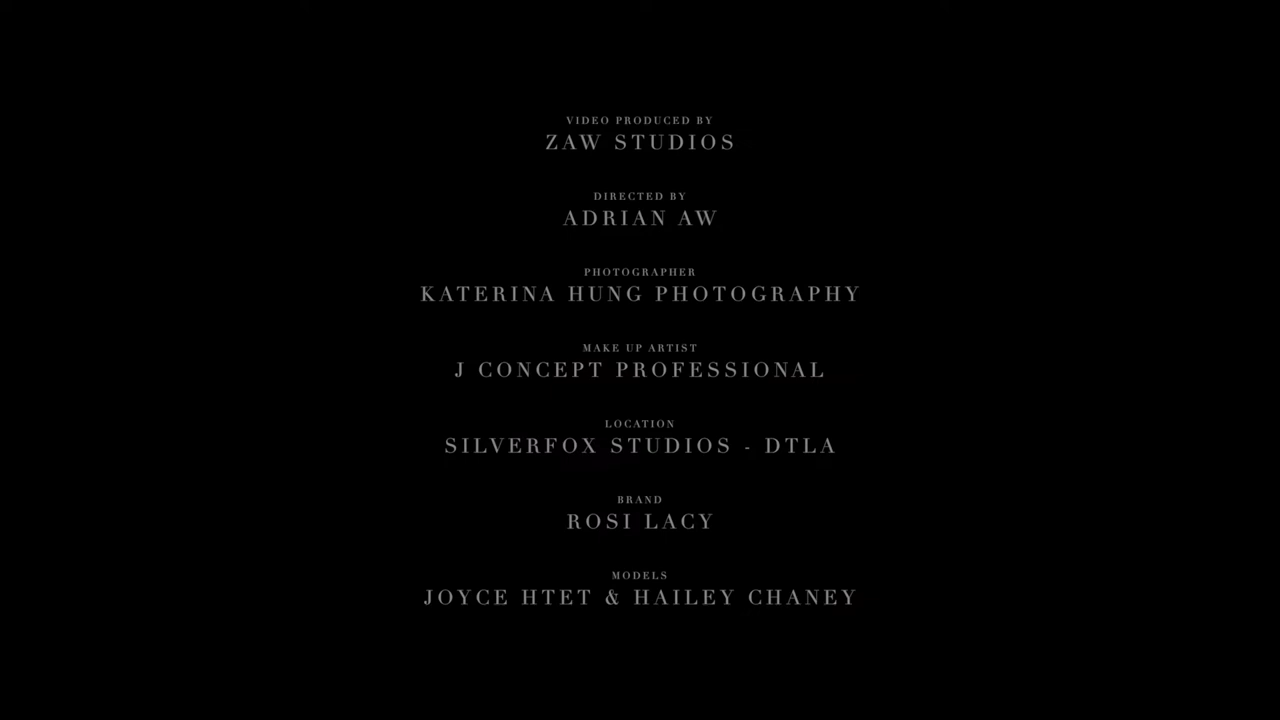 VIDEO PRODUCED BY
ZAW STUDIOS
DIRECTED BY
ADRIAN AW
PHOTOGRAPHER
KATERINA HUNG PHOTOGRAPHY
MAKE UP ARTIST
J CONCEPT PROFESSIONAL
LOCATION
SILVERFOX STUDIOS - DTLA
BRAND
ROSI LACY
MODELS
JOYCE HTET & HAILEY CHANEY